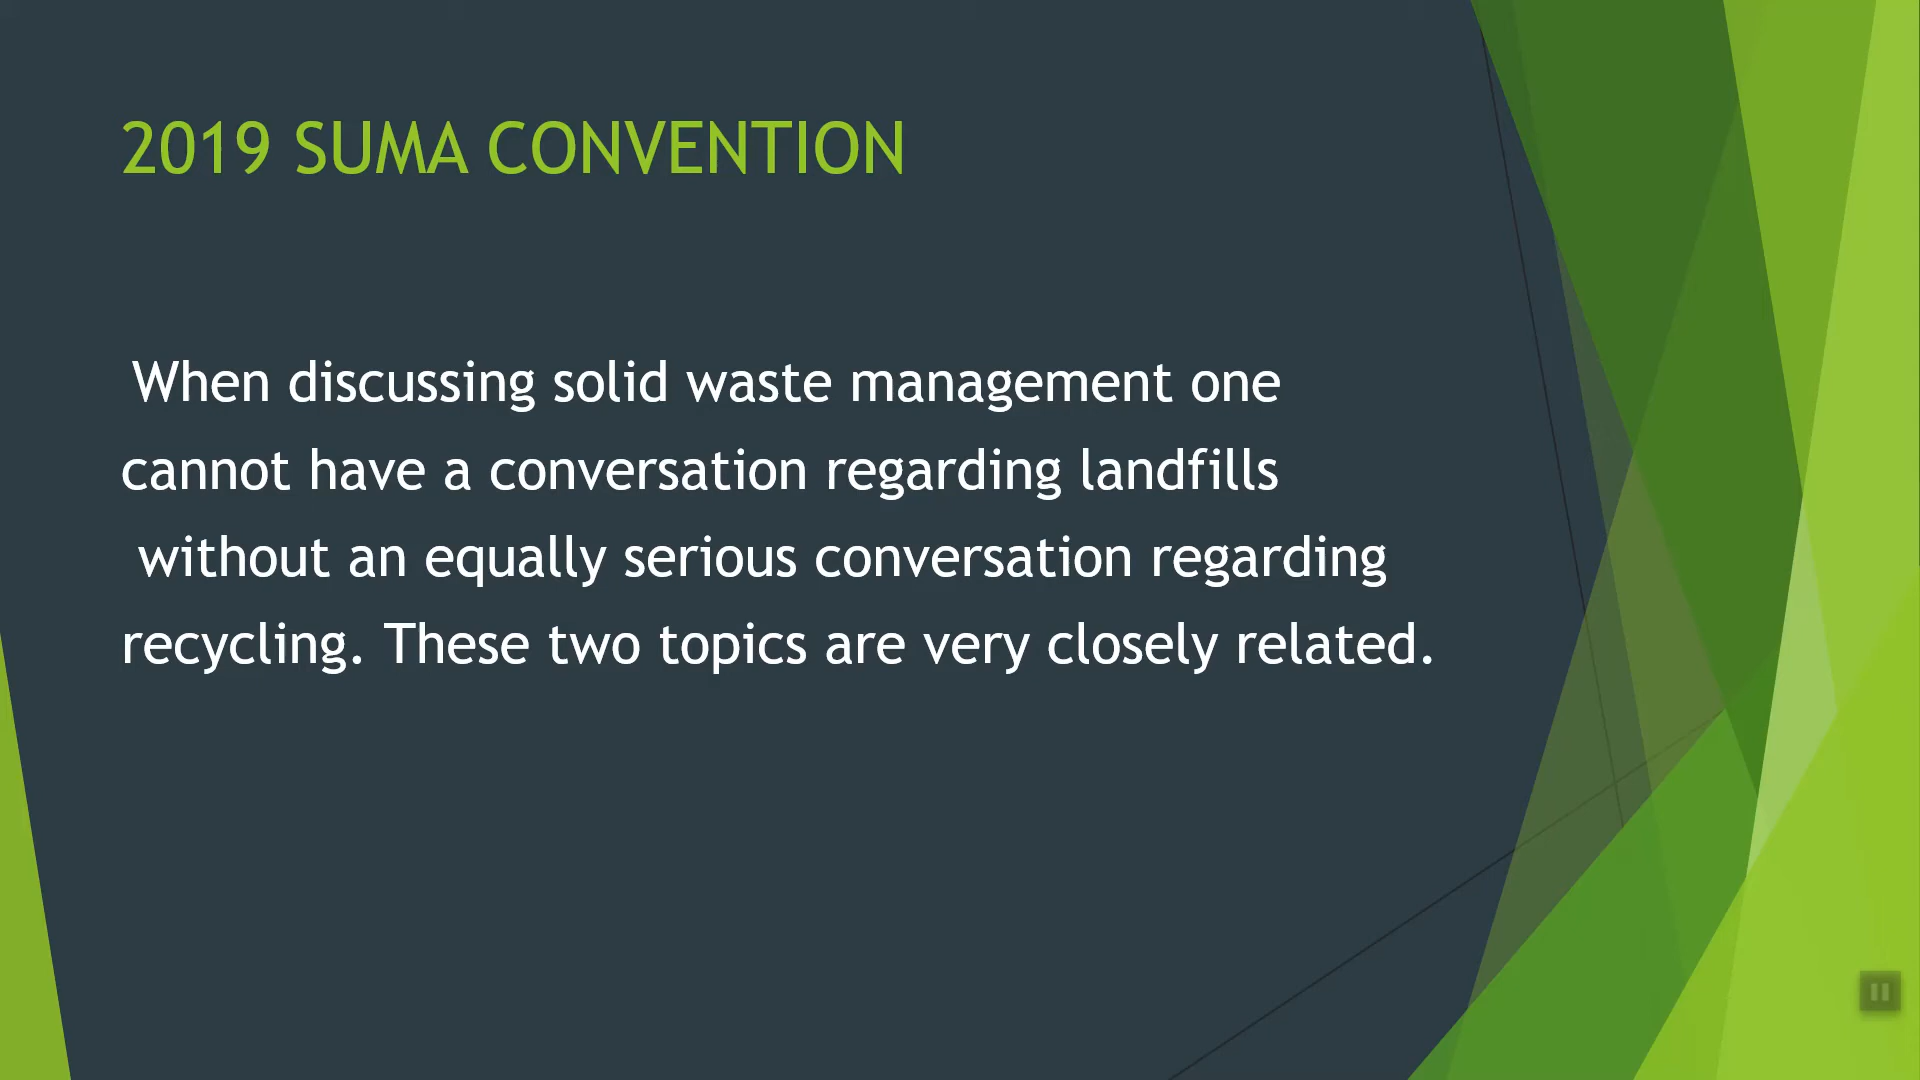 2019 SUMA CONVENTION
When discussing solid waste management one
cannot have a conversation regarding landfills
without an equally serious conversation regarding
recycling. These two topics are very closely related.